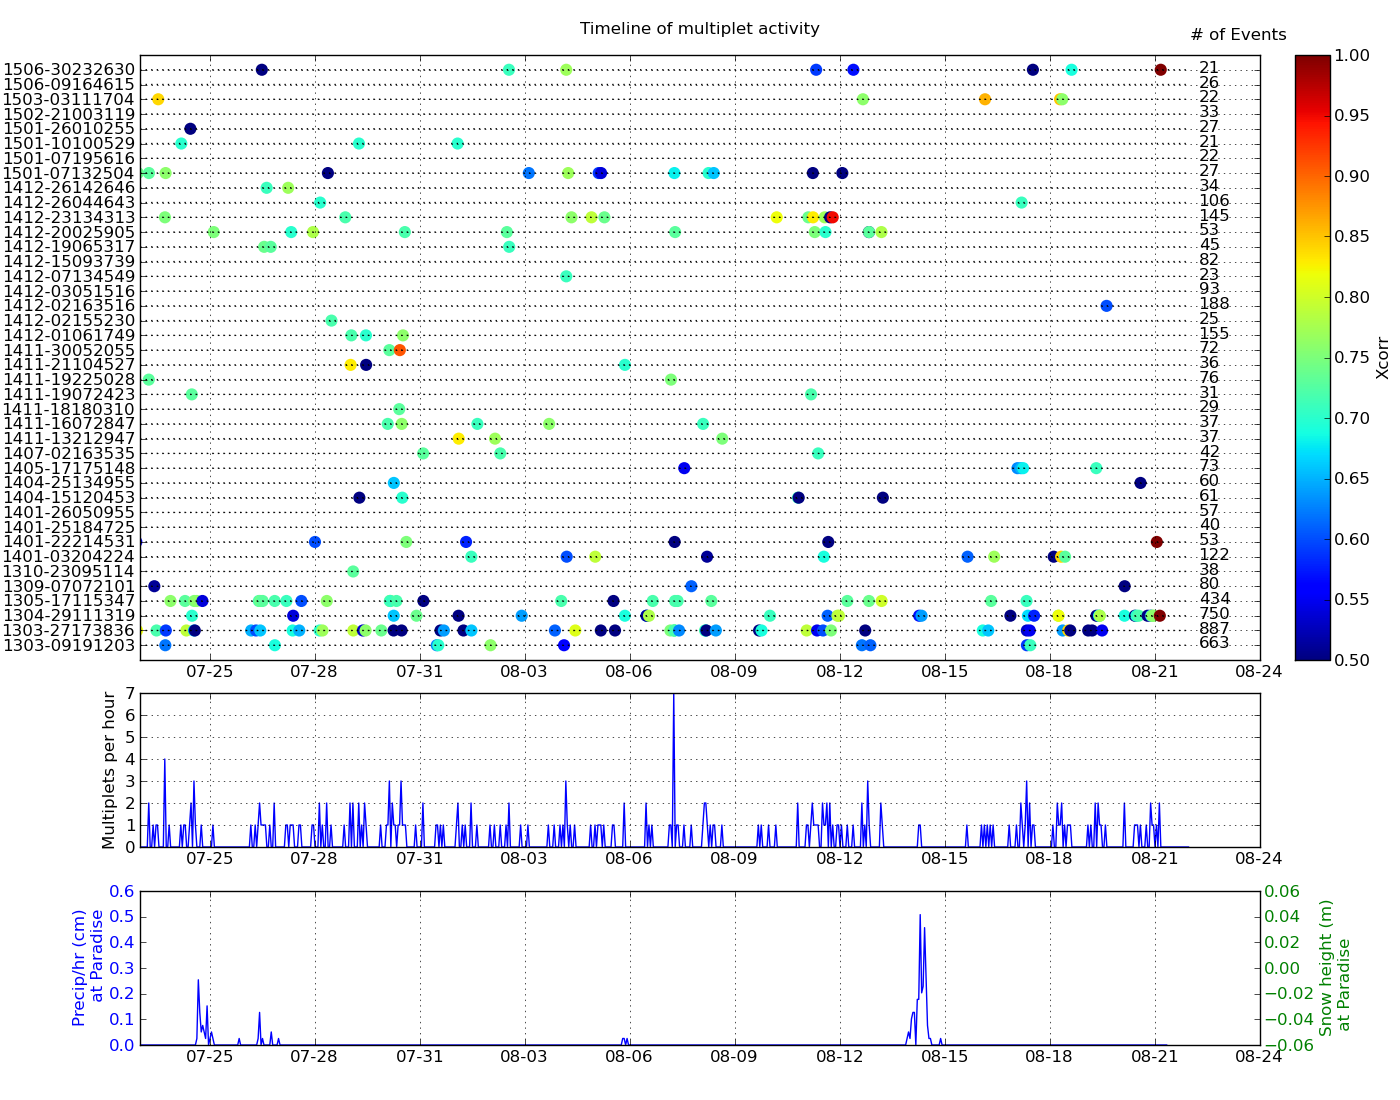 Timeline of multiplet activity
# of Events
1506-30232630 21 1.00
1506-09164615 26
1503-03111704 22
1502-21003119 33 0.95
1501-26010255 27
1501-10100529 21
1501-07195616 22
1501-07132504 27 0.90
1412-26142646 34
1412-26044643 106
1412-23134313 145
1412-20025905 53 0.85
1412-19065317 45
1412-15093739 82
1412-07134549 23
1412-03051516 93 0.80
1412-02163516 188
1412-02155230 25
1412-01061749 155
1411-30052055 72
1411-21104527 36 0.75
1411-19225028 76
1411-19072423 31
1411-18180310 29
1411-16072847 37 0.70
1411-13212947 37
1407-02163535 42
1405-17175148 73
1404-25134955 60 0.65
1404-15120453 61
1401-26050955 57
1401-25184725 40
1401-22214531 53 0.60
1401-03204224 122
1310-23095114 38
1309-07072101 80
1305-17115347 434 0.55
1304-29111319 750
1303-27173836 887
1303-09191203 663 0.50
Xcorr
07-25 07-28 07-31 08-03 08-06 08-09 08-12 08-15 08-18 08-21 08-24
Multiplets per hour
7
6
5
4
3
2
1
0
07-25 07-28 07-31 08-03 08-06 08-09 08-12 08-15 08-18 08-21 08-24
Precip/hr (cm)
at Paradise
0.6 0.06
0.5 0.04
0.4 0.02
0.3 0.00
0.2 −0.02
0.1 −0.04
0.0 −0.06
Snow height (m)
at Paradise
07-25 07-28 07-31 08-03 08-06 08-09 08-12 08-15 08-18 08-21 08-24